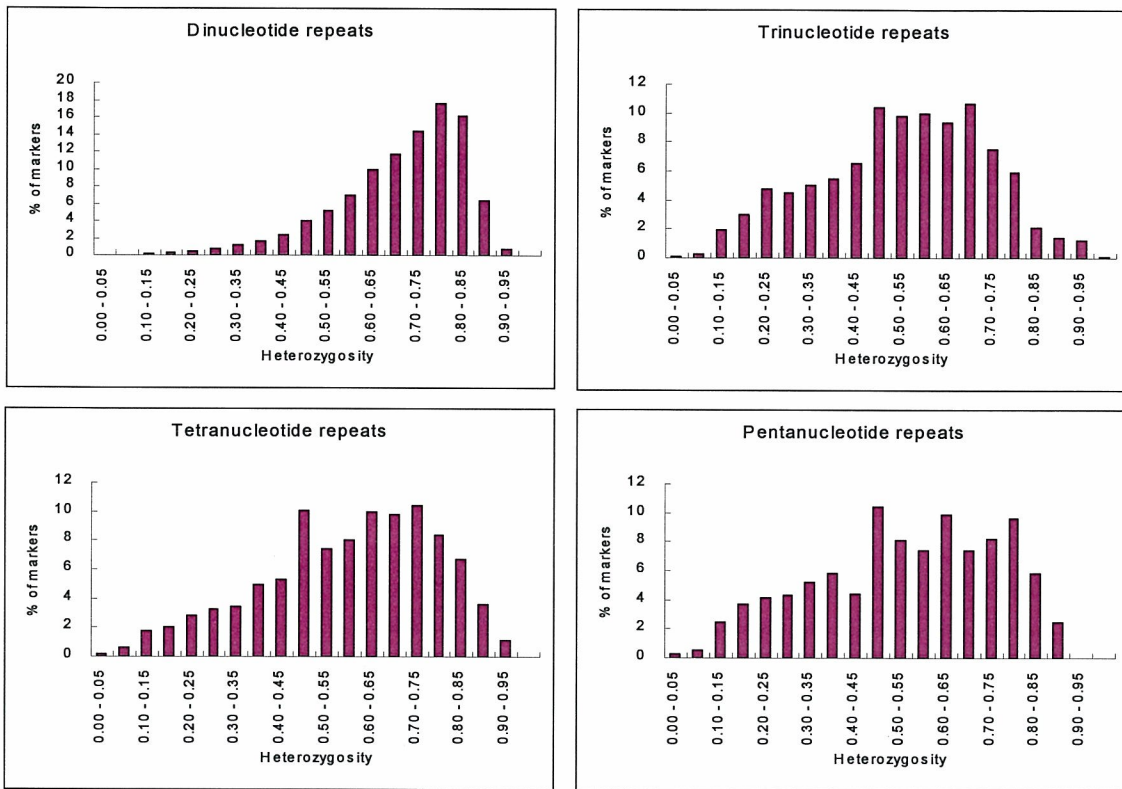 Dinucleotide repeats
% of markers
20
18
16
14
12
10
8
6
4
2
0
0.00 - 0.05
0.10 - 0.15
0.20 - 0.25
0.30 - 0.35
0.40 - 0.45
0.50 - 0.55
0.60 - 0.65
0.70 - 0.75
0.80 - 0.85
0.90 - 0.95
Heterozygosity
Trinucleotide repeats
% of markers
12
10
8
6
4
2
0
0.00 - 0.05
0.10 - 0.15
0.20 - 0.25
0.30 - 0.35
0.40 - 0.45
0.50 - 0.55
0.60 - 0.65
0.70 - 0.75
0.80 - 0.85
0.90 - 0.95
Heterozygosity
Tetranucleotide repeats
% of markers
12
10
8
6
4
2
0
0.00 - 0.05
0.10 - 0.15
0.20 - 0.25
0.30 - 0.35
0.40 - 0.45
0.50 - 0.55
0.60 - 0.65
0.70 - 0.75
0.80 - 0.85
0.90 - 0.95
Heterozygosity
Pentanucleotide repeats
% of markers
12
10
8
6
4
2
0
0.00 - 0.05
0.10 - 0.15
0.20 - 0.25
0.30 - 0.35
0.40 - 0.45
0.50 - 0.55
0.60 - 0.65
0.70 - 0.75
0.80 - 0.85
0.90 - 0.95
Heterozygosity